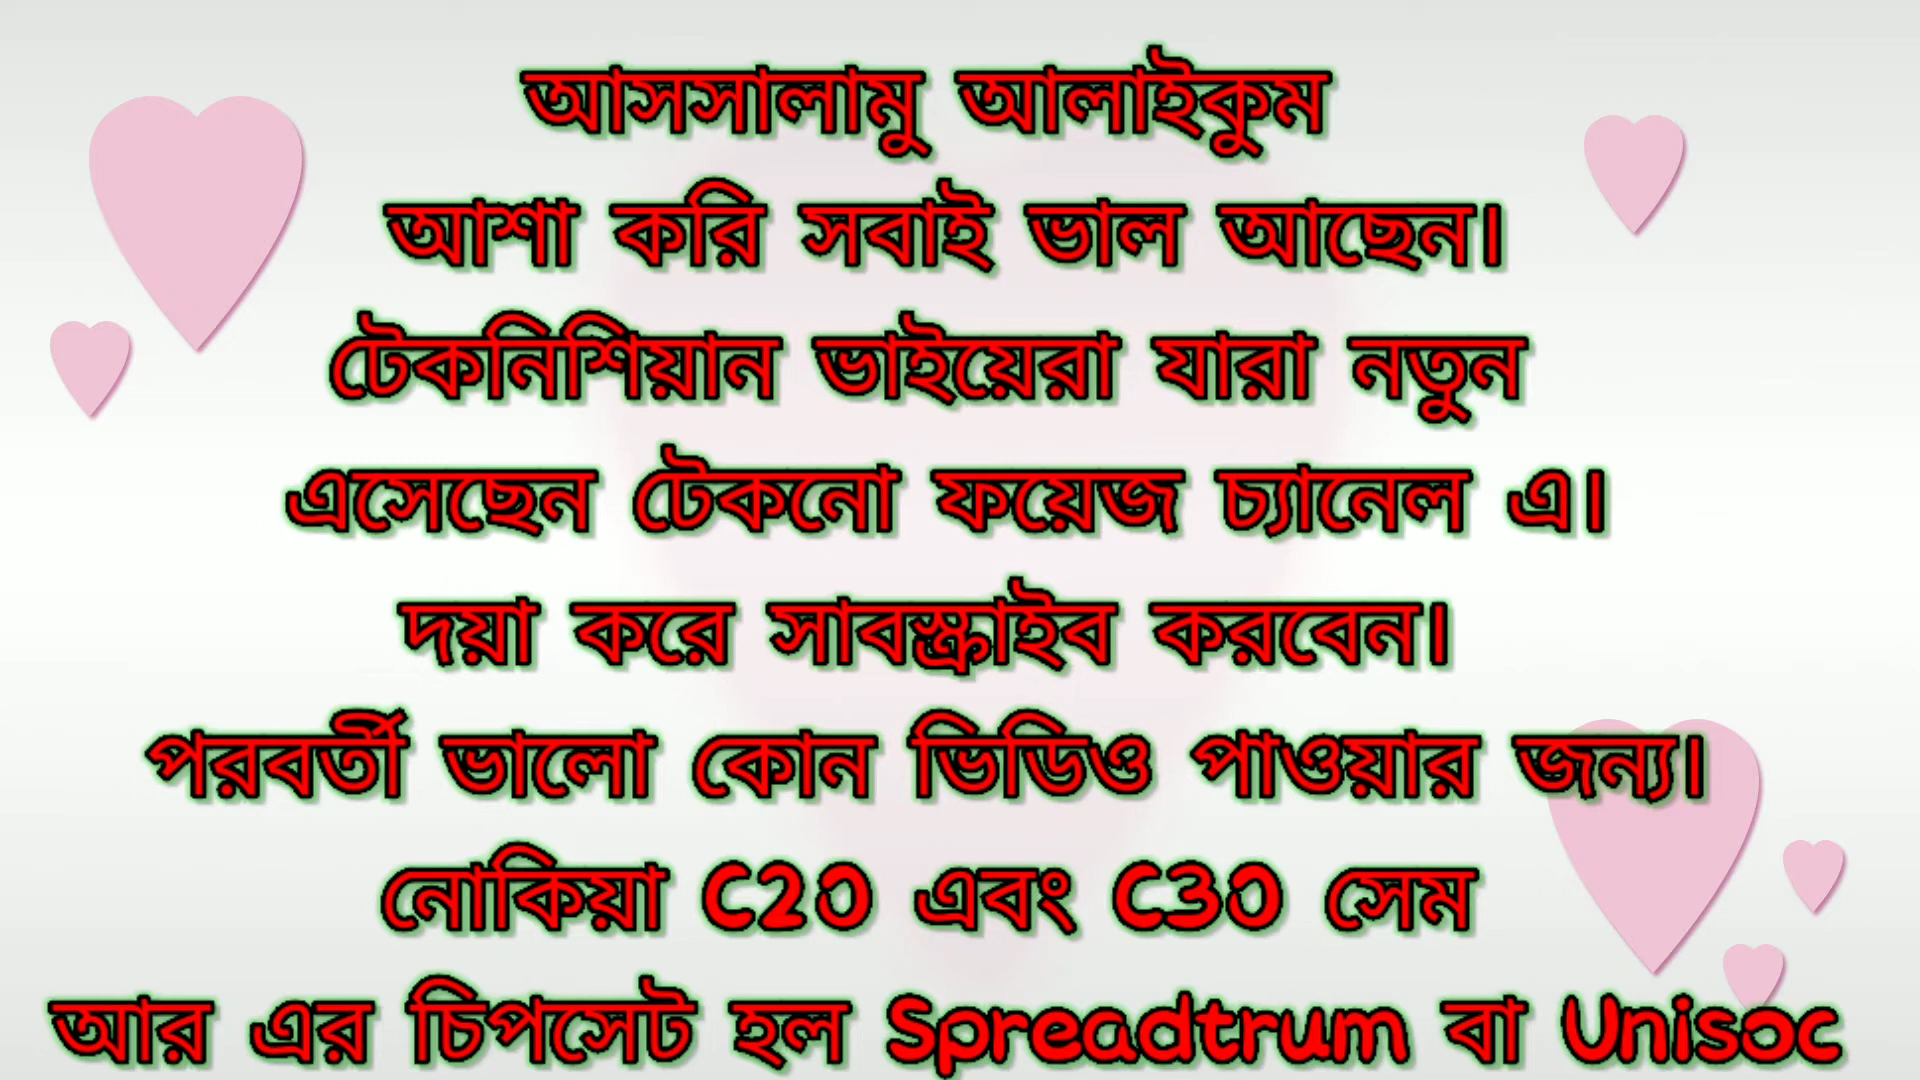 আসসালামু আলাইকুম
আশা করি সবাই ভাল আছেন।
টেকনিশিয়ান ভাইয়েরা যারা নতুন
এসেছেন টেকনো ফয়েজ চ্যানেল এ।
দয়া করে সাবস্ক্রাইব করবেন।
পরবর্তী ভালো কোন ভিডিও পাওয়ার জন্য।
নোকিয়া C20 এবং C30 সেম
আর এর চিপসেট হল Spreadtrum বা Unisoc